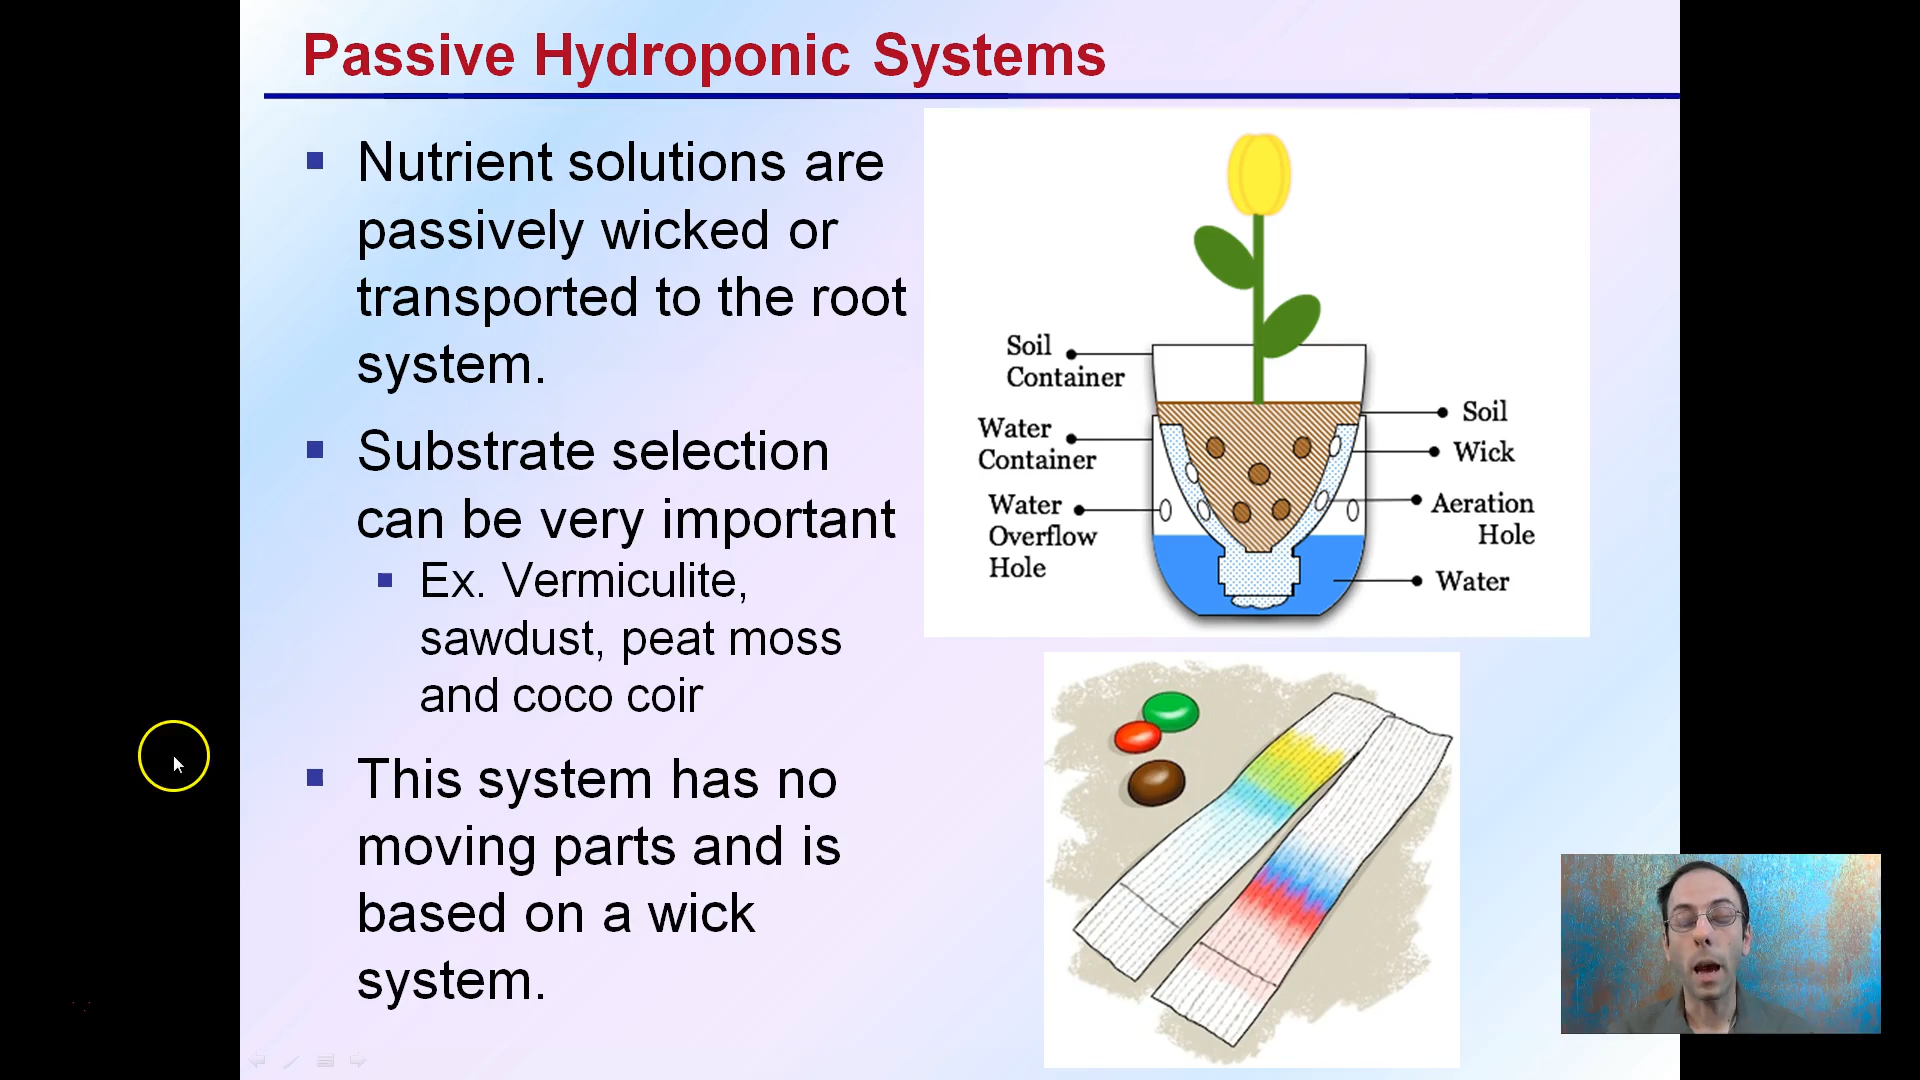 Passive Hydroponic Systems
Nutrient solutions are
passively wicked or
transported to the root
system.
Substrate selection
can be very important
Ex. Vermiculite,
sawdust, peat moss
and coco coir
This system has no
moving parts and is
based on a wick
system.
Soil
Container
Water
Container
Water
Overflow
Hole
Soil
Wick
Aeration
Hole
Water